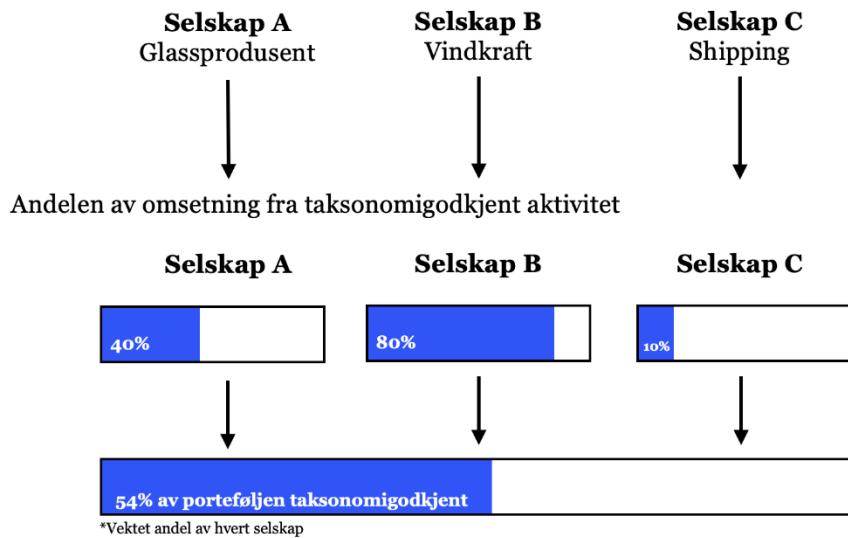 Selskap A Selskap B Selskap C
Glassprodusent Vindkraft Shipping
Andelen av omsetning fra taksonomigodkjent aktivitet
Selskap A Selskap B Selskap C
40% 80% 10%
54% av porteføljen taksonomigodkjent
*Vektet andel av hvert selskap